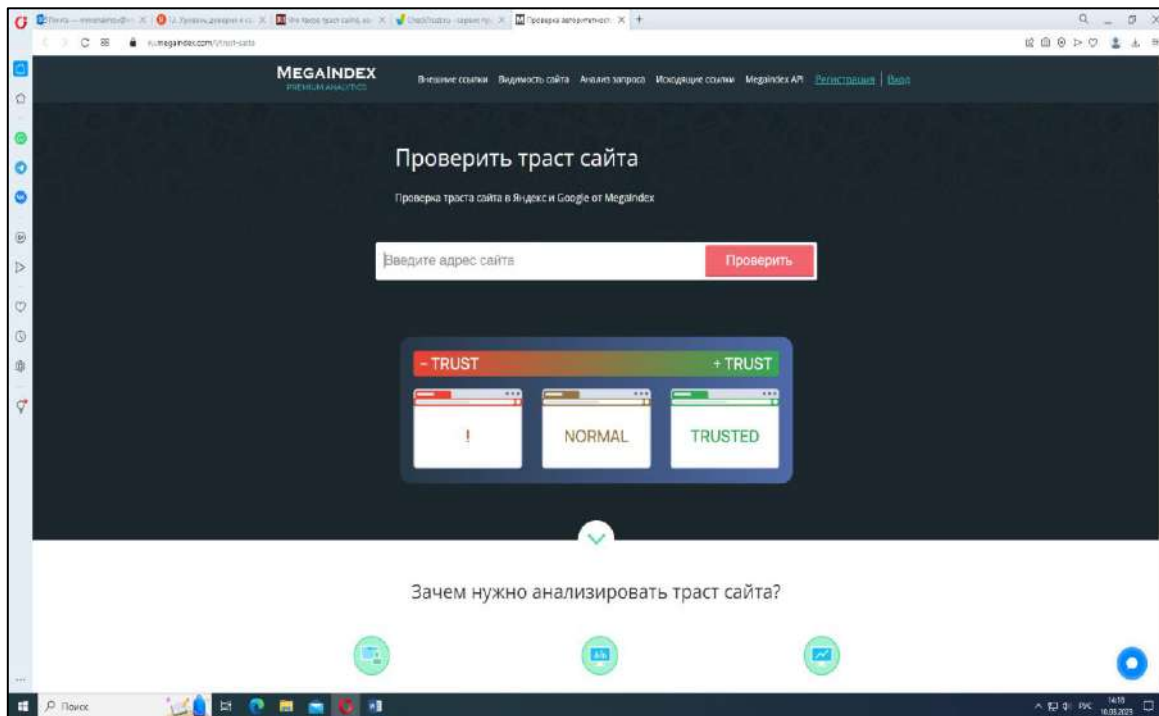 MEGAINDEX
PREMIUM ANALYTICS
Внешние ссылки Видимость сайта Анализ запроса Исходящие ссылки MegaIndex API Регистрация Вход
Проверить траст сайта
Проверка траста сайта в Яндекс и Google от MegaIndex
Введите адрес сайта Проверить
– TRUST + TRUST
! NORMAL TRUSTED
Зачем нужно анализировать траст сайта?
Поиск
РУС